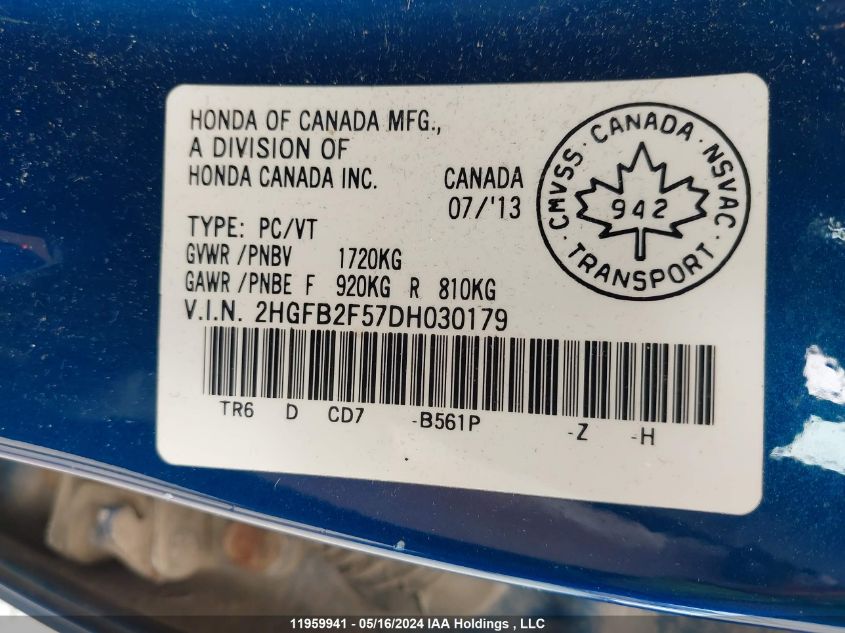 HONDA OF CANADA MFG.,
A DIVISION OF
HONDA CANADA INC. CANADA
07/'13
TYPE: PC/VT
GVWR /PNBV 1720KG
GAWR /PNBE F 920KG R 810KG
V.I.N. 2HGFB2F57DH030179
TR6 D CD7 -B561P -Z -H
CMVSS · CANADA · NSVAC · TRANSPORT ·
942
11959941 - 05/16/2024 IAA Holdings , LLC